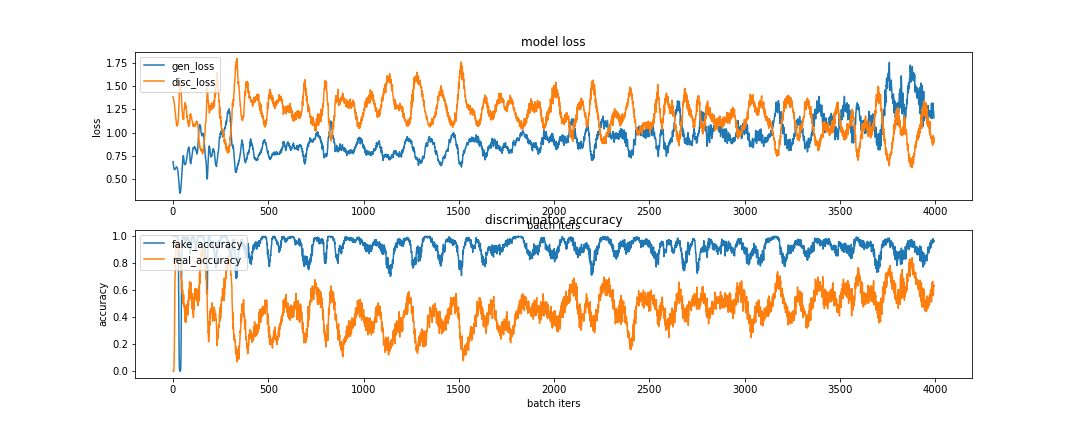 model loss
1.75
1.50
1.25
1.00
0.75
0.50
loss
gen_loss
disc_loss
0 500 1000 1500 2000 2500 3000 3500 4000
batch iters
discriminator accuracy
1.0
0.8
0.6
0.4
0.2
0.0
accuracy
fake_accuracy
real_accuracy
0 500 1000 1500 2000 2500 3000 3500 4000
batch iters